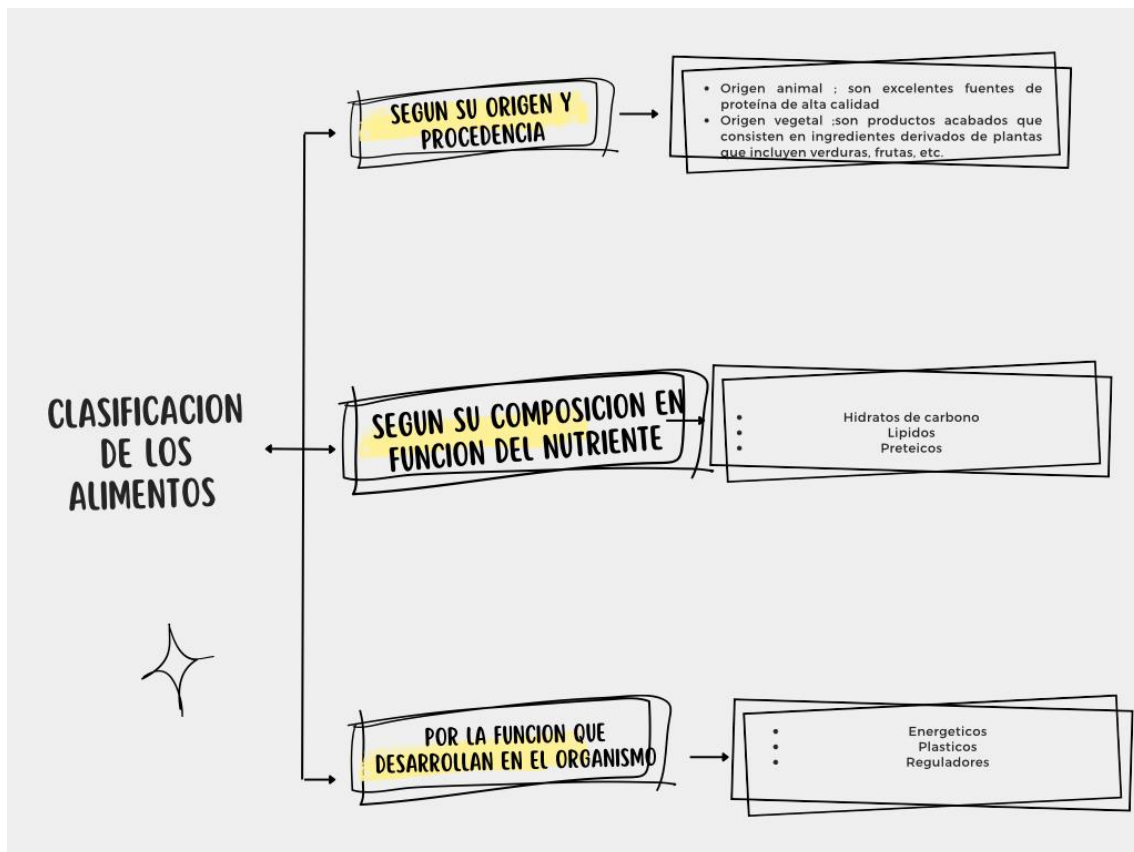 CLASIFICACION
DE LOS
ALIMENTOS
SEGUN SU ORIGEN Y
PROCEDENCIA
• Origen animal ; son excelentes fuentes de
proteína de alta calidad
• Origen vegetal ;son productos acabados que
consisten en ingredientes derivados de plantas
que incluyen verduras, frutas, etc.
SEGUN SU COMPOSICION EN
FUNCION DEL NUTRIENTE
• Hidratos de carbono
• Lipidos
• Preteicos
POR LA FUNCION QUE
DESARROLLAN EN EL ORGANISMO
• Energeticos
• Plasticos
• Reguladores